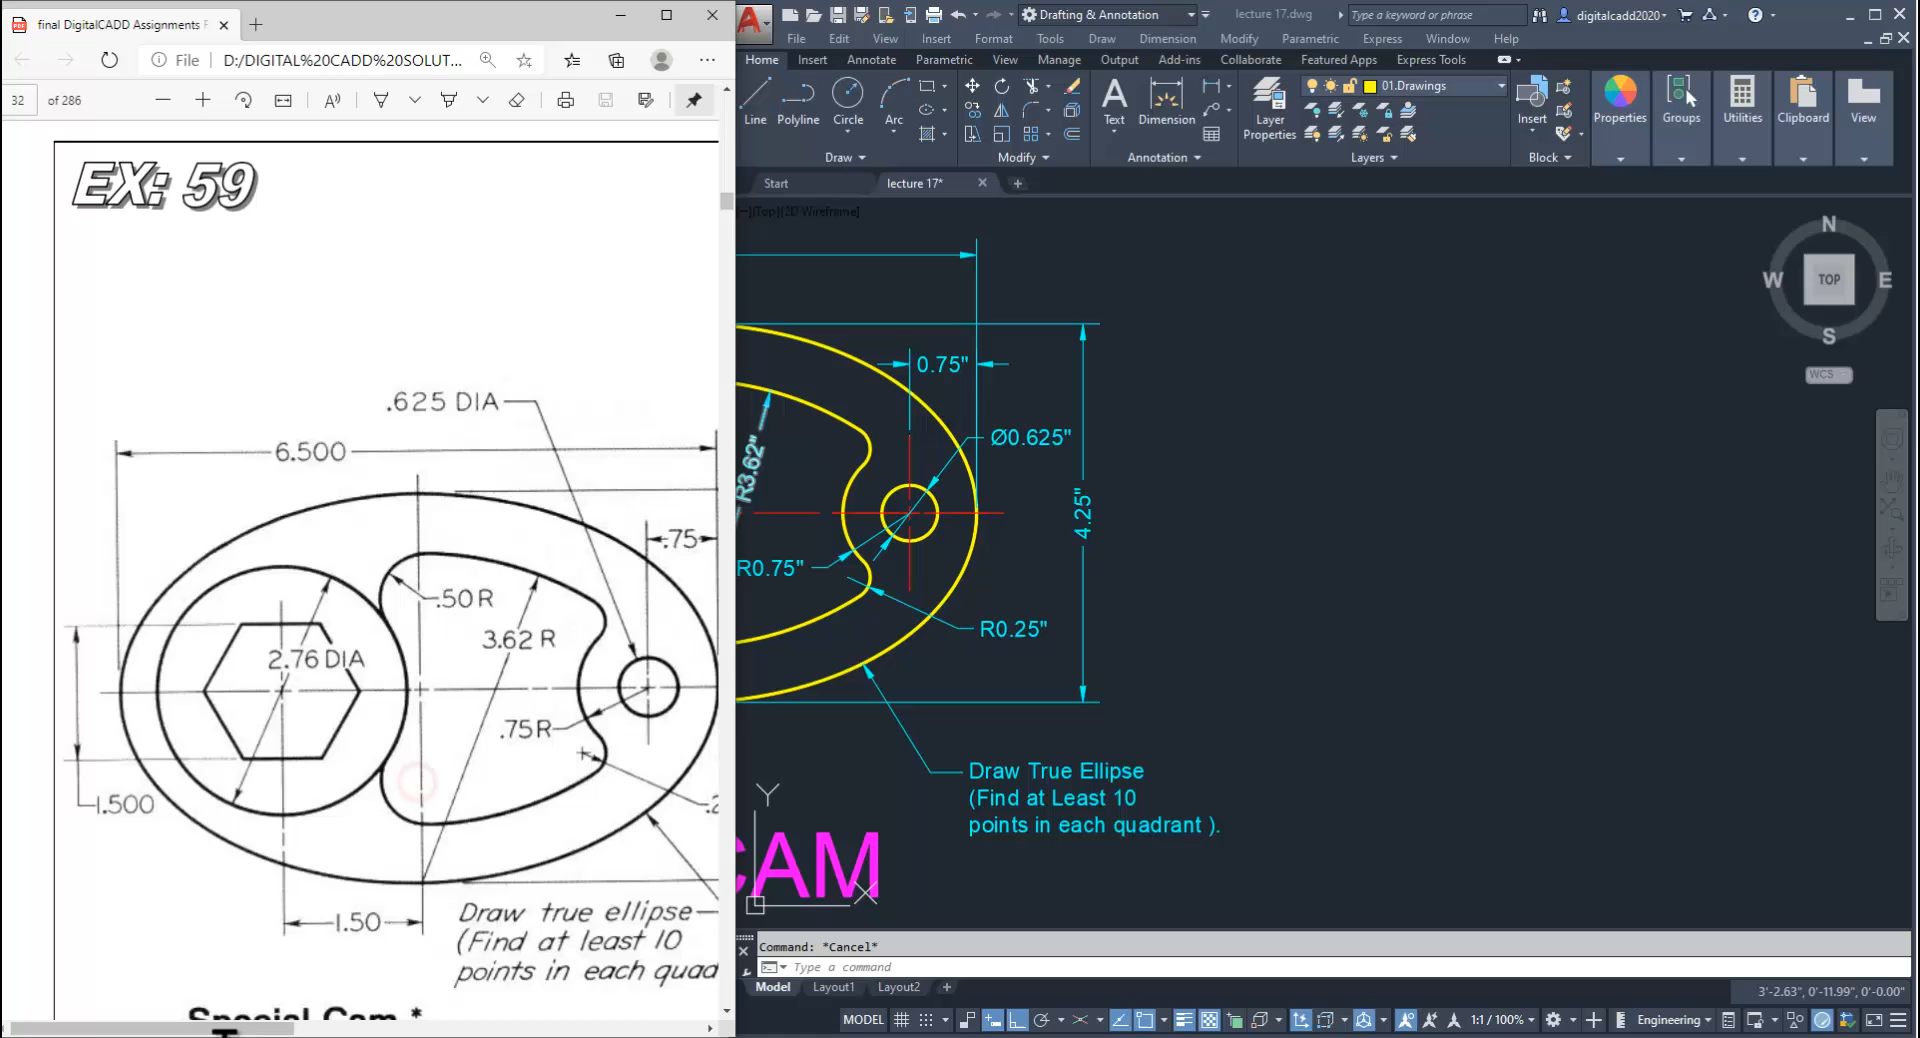 final DigitalCADD Assignments F
File
D:/DIGITAL%20CADD%20SOLUT...
32
of 286
EX: 59
.625 DIA
6.500
.75
.50R
3.62 R
2.76 DIA
.75R
1.500
1.50
Draw true ellipse
(Find at least 10
points in each quad
Special Cam *
Drafting & Annotation
lecture 17.dwg
Type a keyword or phrase
digitalcadd2020
File Edit View Insert Format Tools Draw Dimension Modify Parametric Express Window Help
Home Insert Annotate Parametric View Manage Output Add-ins Collaborate Featured Apps Express Tools
01.Drawings
Line Polyline Circle Arc
Text Dimension
Layer
Properties
Insert
Properties Groups Utilities Clipboard View
Draw Modify Annotation Layers Block
Start
lecture 17*
[-][Top][2D Wireframe]
N
W TOP E
S
WCS
0.75"
Ø0.625"
R3.62"
4.25"
R0.75"
R0.25"
Draw True Ellipse
(Find at Least 10
points in each quadrant ).
Y
CAM
X
Command: *Cancel*
Type a command
Model Layout1 Layout2
3'-2.63", 0'-11.99", 0'-0.00"
MODEL
1:1 / 100%
Engineering